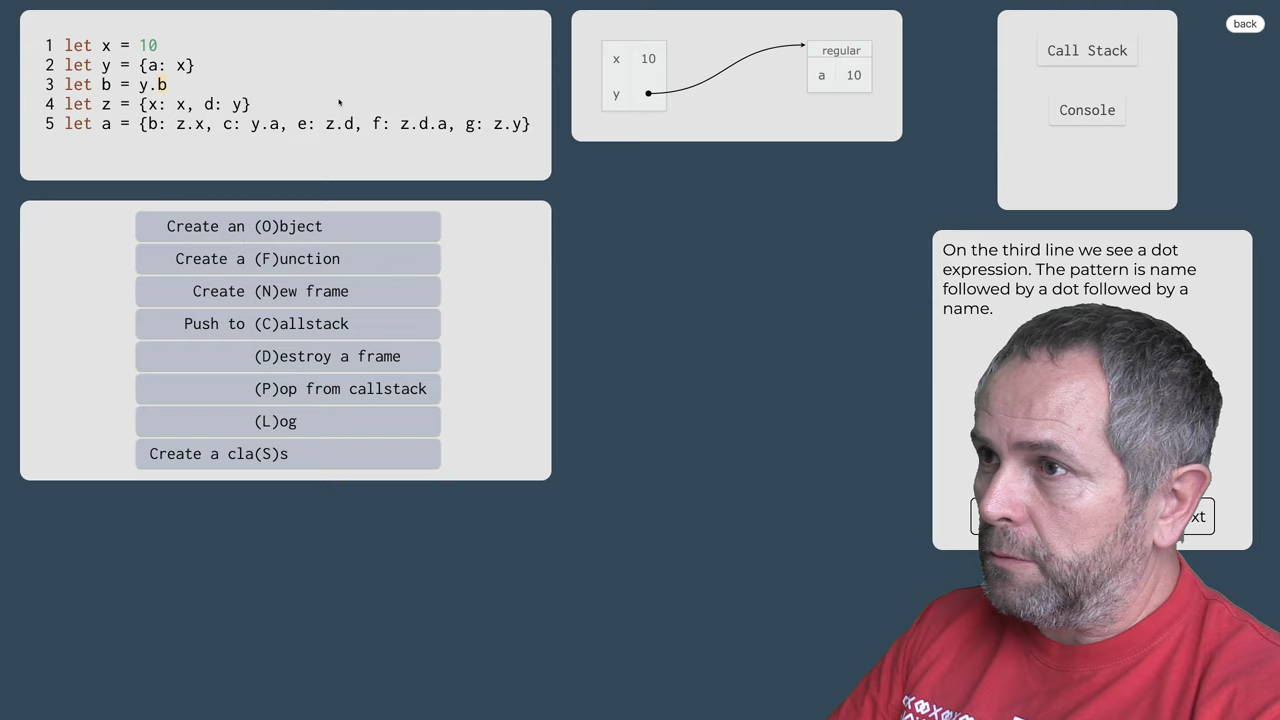 back
1 let x = 10
2 let y = {a: x}
3 let b = y.b
4 let z = {x: x, d: y}
5 let a = {b: z.x, c: y.a, e: z.d, f: z.d.a, g: z.y}
x 10
y
regular
a 10
Call Stack
Console
Create an (O)bject
Create a (F)unction
Create (N)ew frame
Push to (C)allstack
(D)estroy a frame
(P)op from callstack
(L)og
Create a cla(S)s
On the third line we see a dot
expression. The pattern is name
followed by a dot followed by a
name.
xt